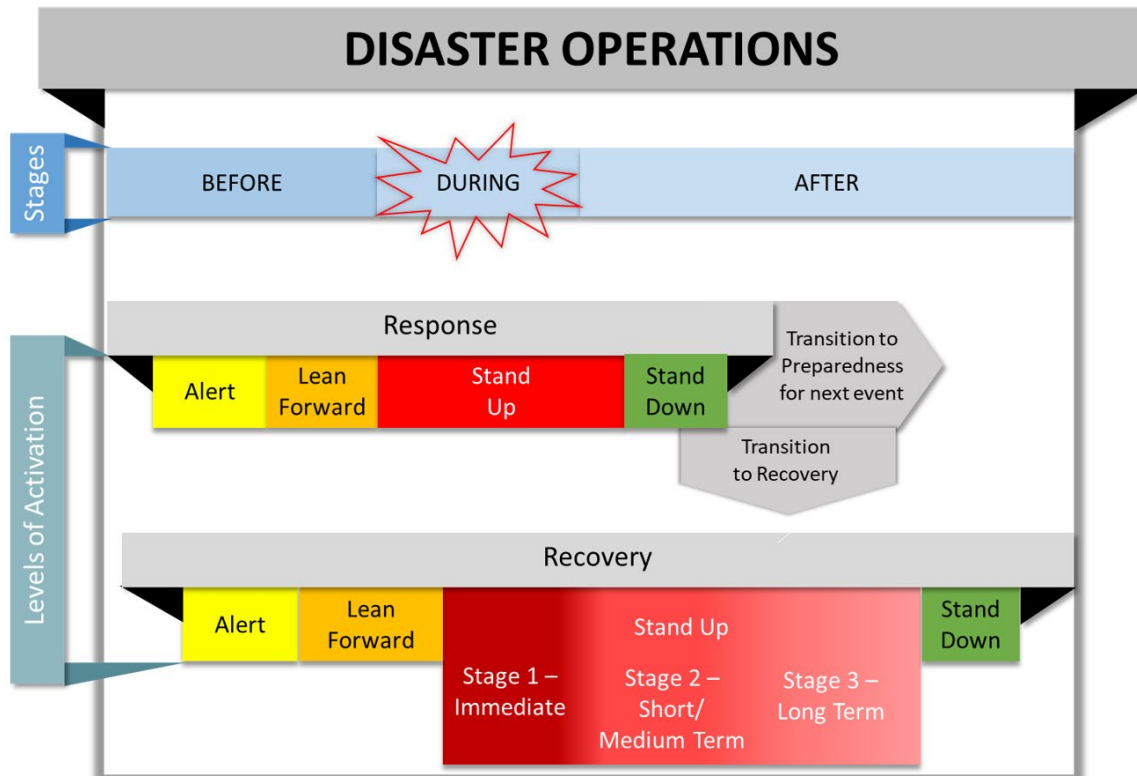 DISASTER OPERATIONS
Stages
BEFORE
DURING
AFTER
Levels of Activation
Response
Alert
Lean
Forward
Stand
Up
Stand
Down
Transition to
Preparedness
for next event
Transition
to Recovery
Recovery
Alert
Lean
Forward
Stand Up
Stage 1 –
Immediate
Stage 2 –
Short/
Medium Term
Stage 3 –
Long Term
Stand
Down